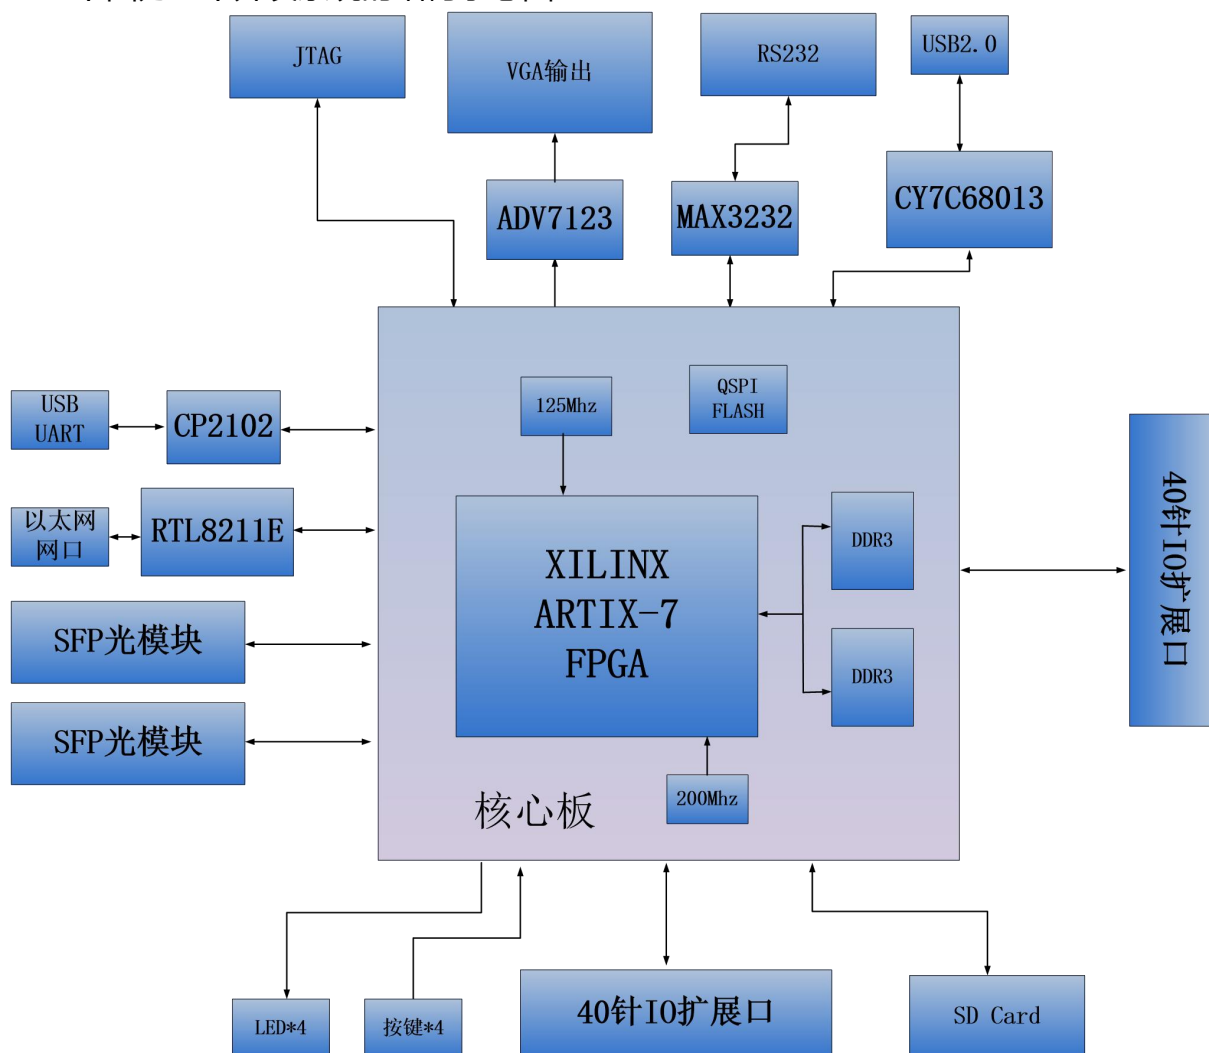 JTAG
VGA输出
RS232
USB2.0
ADV7123
MAX3232
CY7C68013
125Mhz
QSPI
FLASH
USB
UART
CP2102
以太网
网口
RTL8211E
SFP光模块
SFP光模块
XILINX
ARTIX-7
FPGA
DDR3
DDR3
200Mhz
核心板
40针IO扩展口
LED*4
按键*4
40针IO扩展口
SD Card